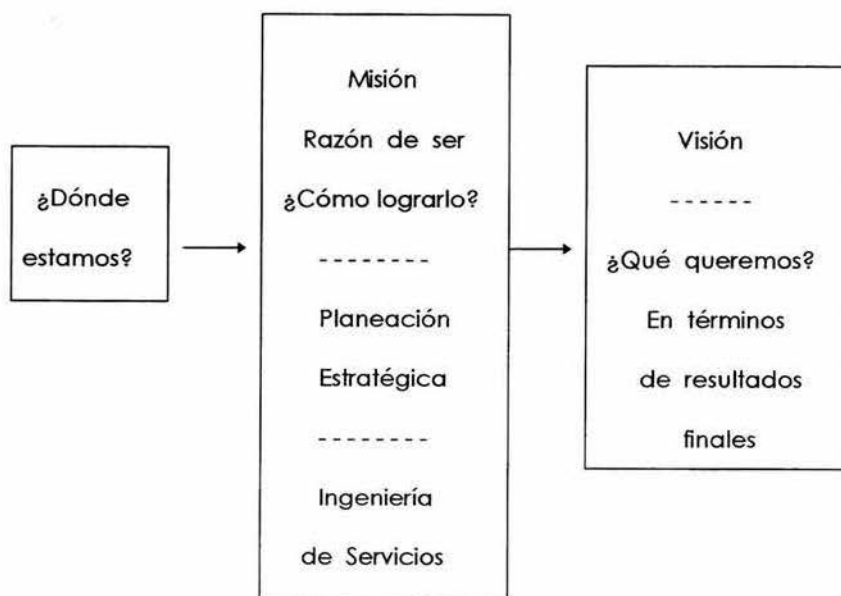 ¿Dónde
estamos?
Misión
Razón de ser
¿Cómo lograrlo?
--------
Planeación
Estratégica
--------
Ingeniería
de Servicios
Visión
------
¿Qué queremos?
En términos
de resultados
finales